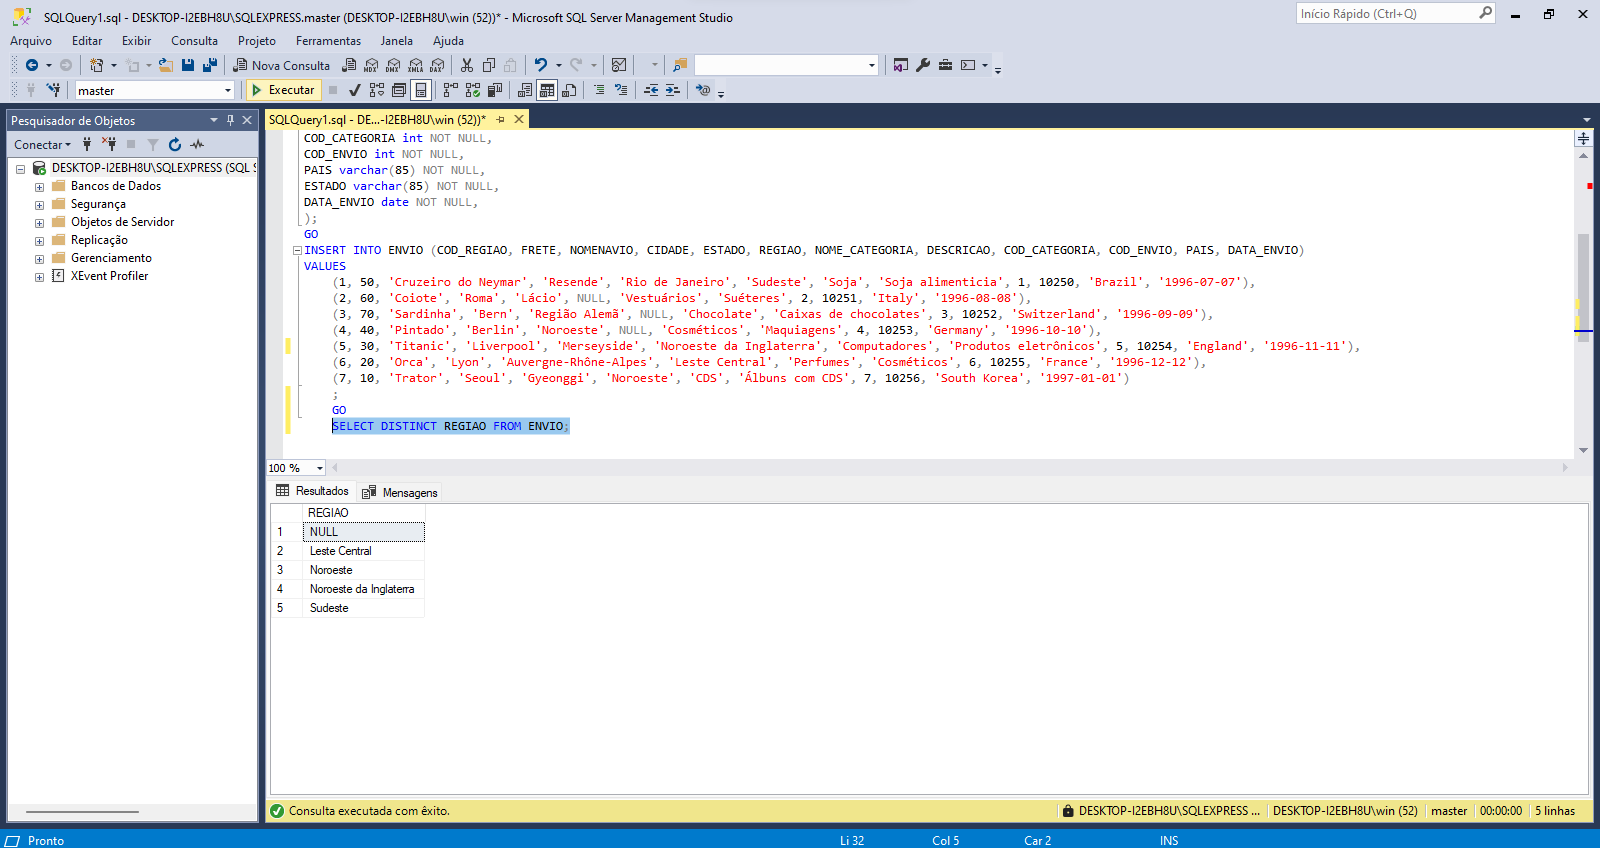 SQLQuery1.sql - DESKTOP-I2EBH8U\SQLEXPRESS.master (DESKTOP-I2EBH8U\win (52))* - Microsoft SQL Server Management Studio
Início Rápido (Ctrl+Q)
Arquivo Editar Exibir Consulta Projeto Ferramentas Janela Ajuda
Nova Consulta MDX DMX XMLA DAX
master Executar
Pesquisador de Objetos
Conectar
DESKTOP-I2EBH8U\SQLEXPRESS (SQL S
Bancos de Dados
Segurança
Objetos de Servidor
Replicação
Gerenciamento
XEvent Profiler
SQLQuery1.sql - DE...-I2EBH8U\win (52))*
COD_CATEGORIA int NOT NULL,
COD_ENVIO int NOT NULL,
PAIS varchar(85) NOT NULL,
ESTADO varchar(85) NOT NULL,
DATA_ENVIO date NOT NULL,
);
GO
INSERT INTO ENVIO (COD_REGIAO, FRETE, NOMENAVIO, CIDADE, ESTADO, REGIAO, NOME_CATEGORIA, DESCRICAO, COD_CATEGORIA, COD_ENVIO, PAIS, DATA_ENVIO)
VALUES
(1, 50, 'Cruzeiro do Neymar', 'Resende', 'Rio de Janeiro', 'Sudeste', 'Soja', 'Soja alimenticia', 1, 10250, 'Brazil', '1996-07-07'),
(2, 60, 'Coiote', 'Roma', 'Lácio', NULL, 'Vestuários', 'Suéteres', 2, 10251, 'Italy', '1996-08-08'),
(3, 70, 'Sardinha', 'Bern', 'Região Alemã', NULL, 'Chocolate', 'Caixas de chocolates', 3, 10252, 'Switzerland', '1996-09-09'),
(4, 40, 'Pintado', 'Berlin', 'Noroeste', NULL, 'Cosméticos', 'Maquiagens', 4, 10253, 'Germany', '1996-10-10'),
(5, 30, 'Titanic', 'Liverpool', 'Merseyside', 'Noroeste da Inglaterra', 'Computadores', 'Produtos eletrônicos', 5, 10254, 'England', '1996-11-11'),
(6, 20, 'Orca', 'Lyon', 'Auvergne-Rhône-Alpes', 'Leste Central', 'Perfumes', 'Cosméticos', 6, 10255, 'France', '1996-12-12'),
(7, 10, 'Trator', 'Seoul', 'Gyeonggi', 'Noroeste', 'CDS', 'Álbuns com CDS', 7, 10256, 'South Korea', '1997-01-01')
;
GO
SELECT DISTINCT REGIAO FROM ENVIO;
100 %
Resultados Mensagens
REGIAO
1 NULL
2 Leste Central
3 Noroeste
4 Noroeste da Inglaterra
5 Sudeste
Consulta executada com êxito.
DESKTOP-I2EBH8U\SQLEXPRESS ... DESKTOP-I2EBH8U\win (52) master 00:00:00 5 linhas
Pronto Li 32 Col 5 Car 2 INS